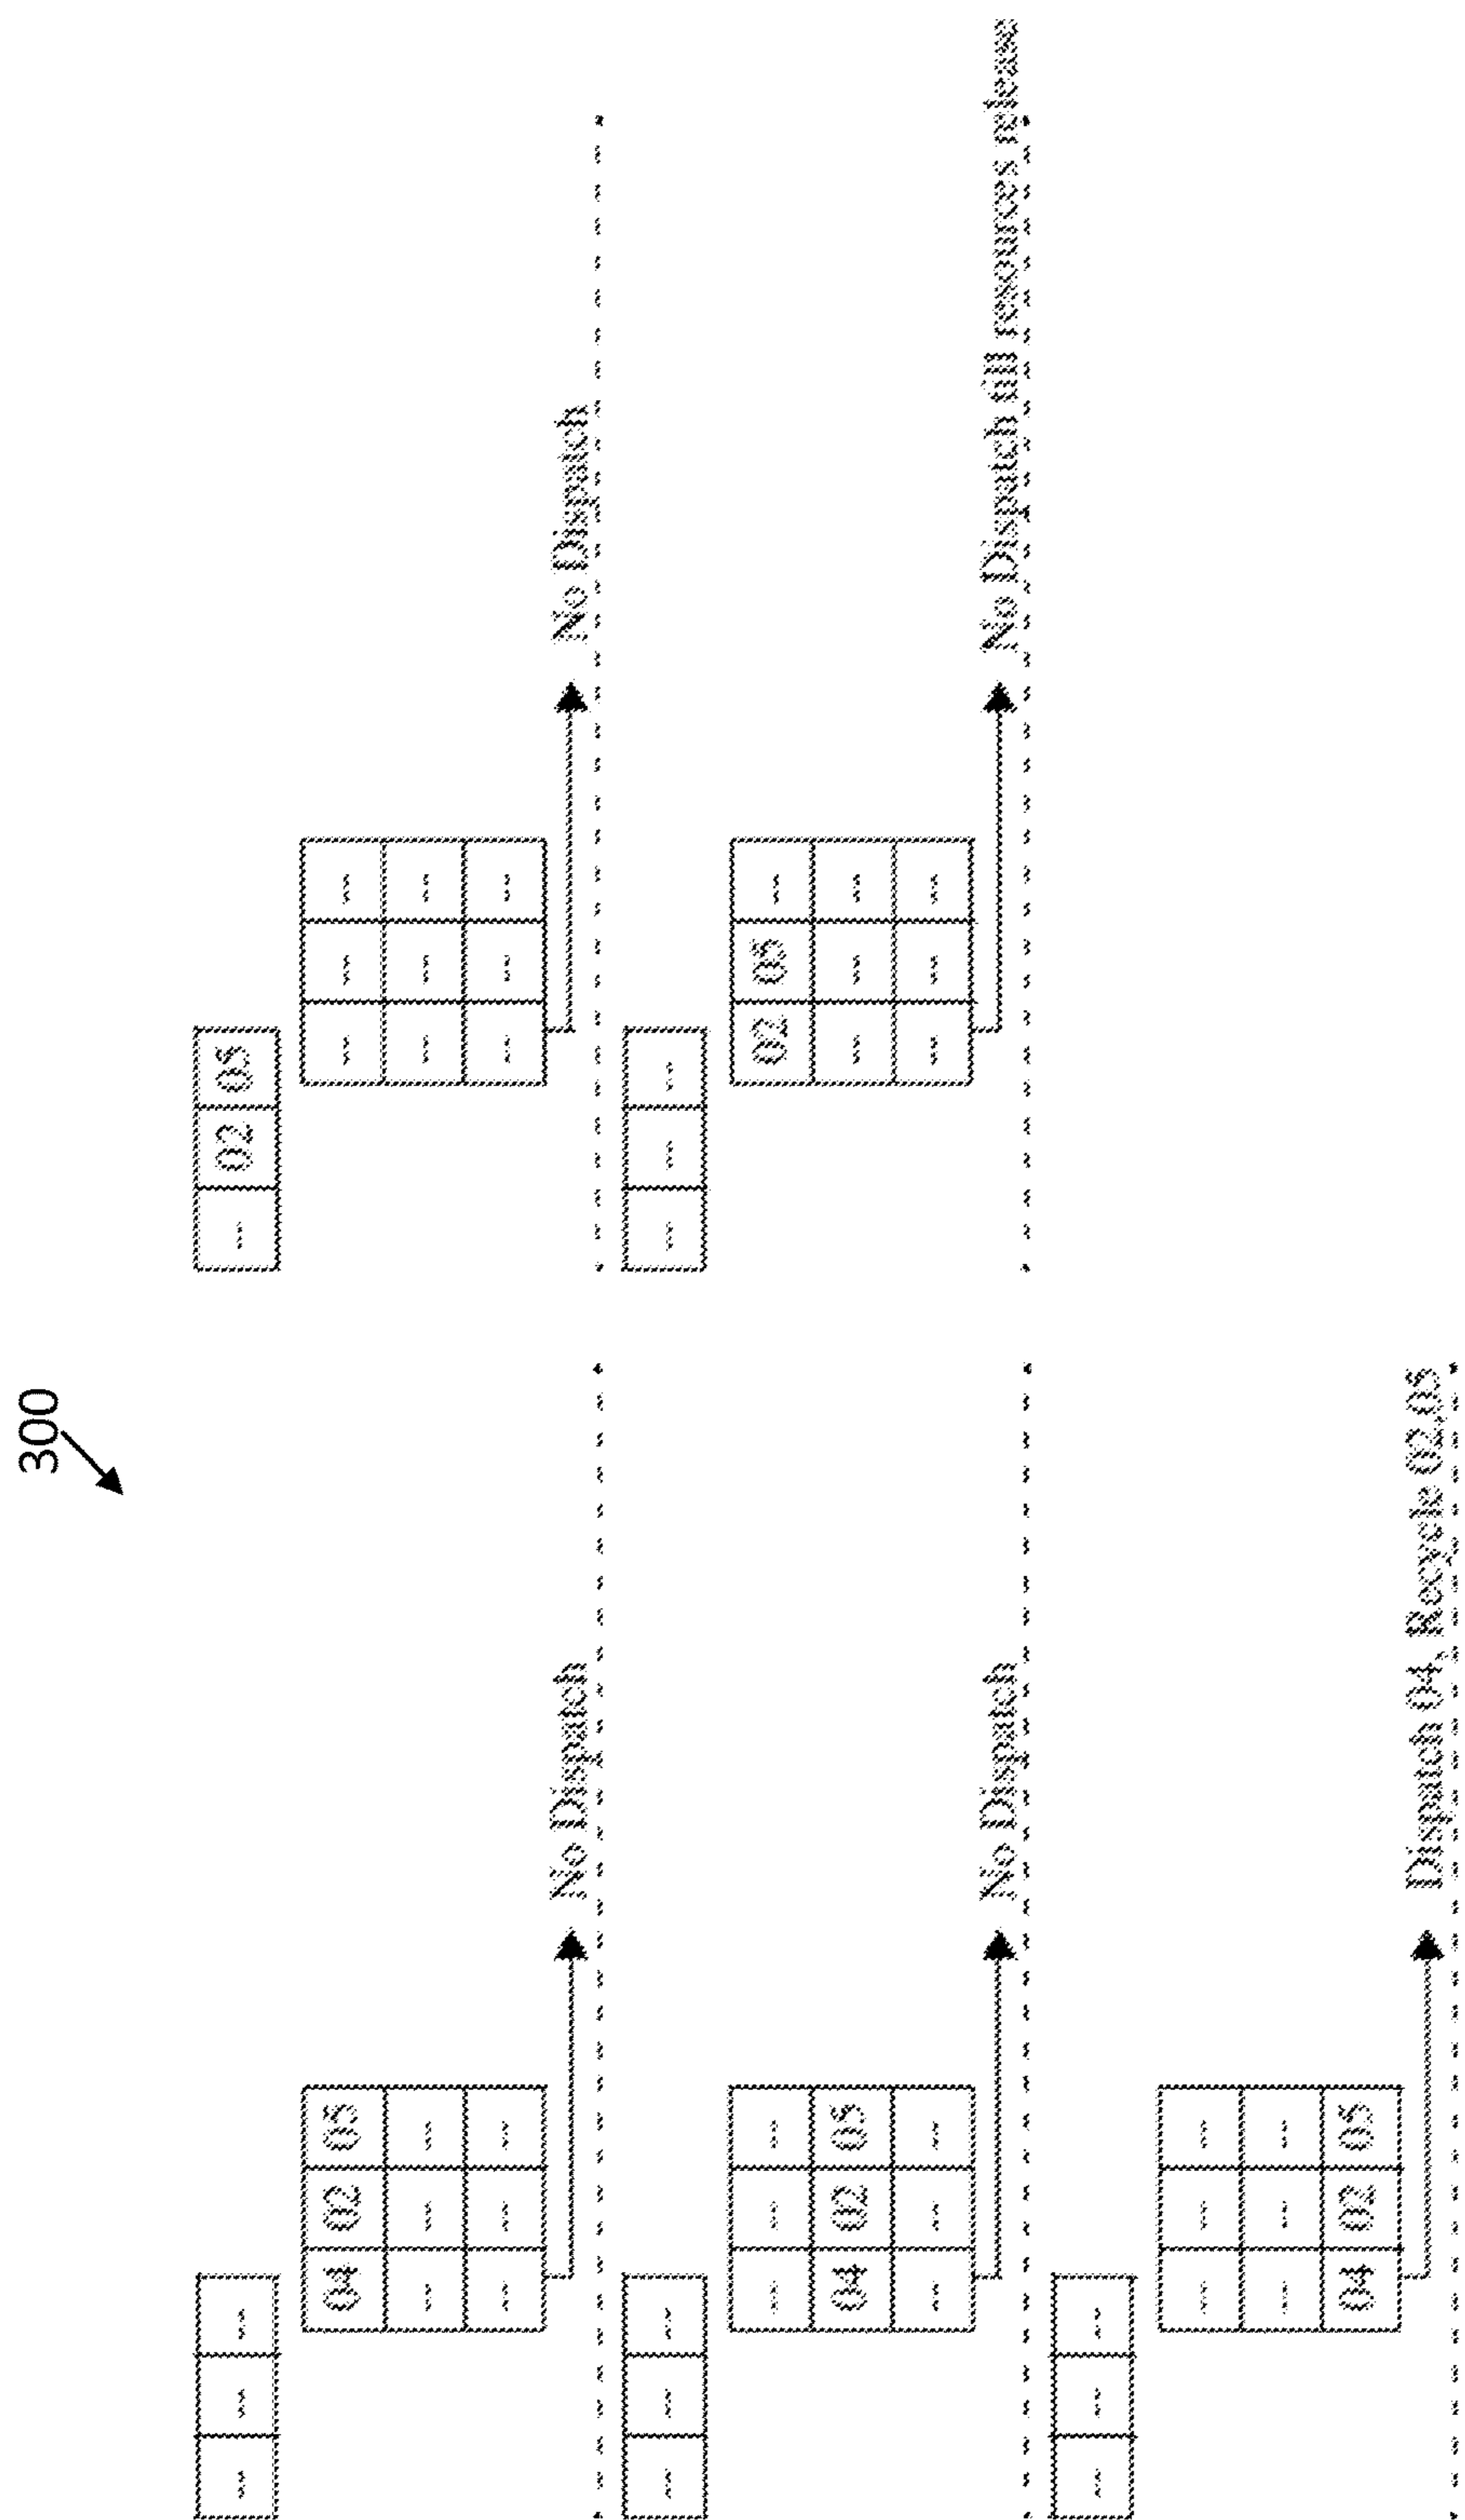 300
-- -- --
04 02 05
-- -- --
-- -- --
No Dispatch
-- -- --
-- -- --
04 02 05
-- -- --
No Dispatch
-- -- --
-- -- --
-- -- --
04 02 05
Dispatch 04, Recycle 02,05
-- 02 05
-- -- --
-- -- --
-- -- --
No Dispatch
-- -- --
02 05 --
-- -- --
-- -- --
No Dispatch till resources release